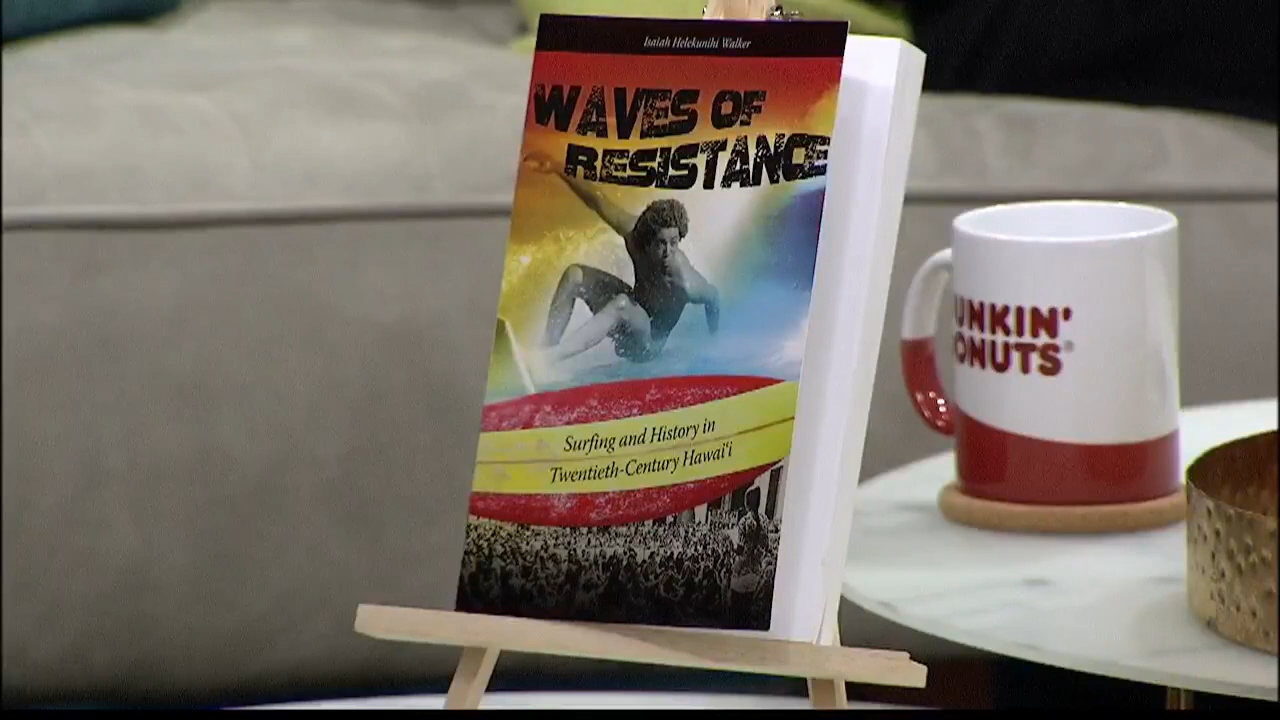 Isaiah Helekunihi Walker
WAVES OF
RESISTANCE
Surfing and History in
Twentieth-Century Hawai'i
UNKIN'
ONUTS